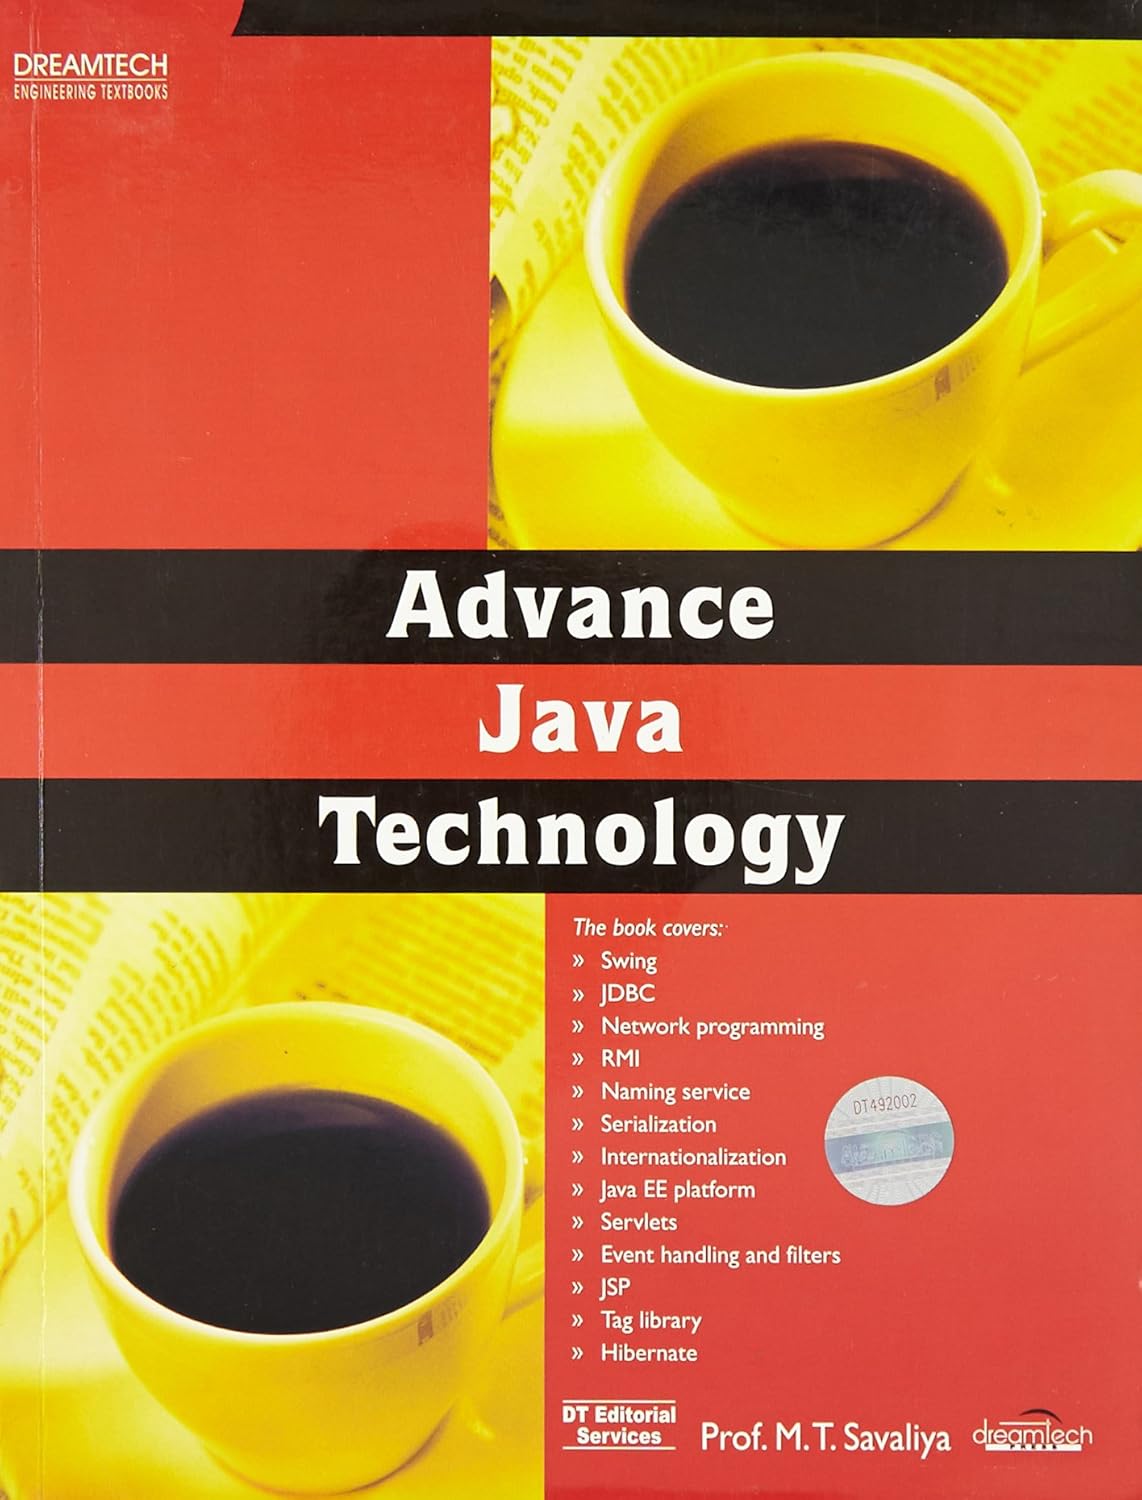 DREAMTECH
ENGINEERING TEXTBOOKS
Advance
Java
Technology
The book covers:
» Swing
» JDBC
» Network programming
» RMI
» Naming service
» Serialization
» Internationalization
» Java EE platform
» Servlets
» Event handling and filters
» JSP
» Tag library
» Hibernate
DT492002
DT Editorial
Services
Prof. M.T. Savaliya
dreamtech
PRESS